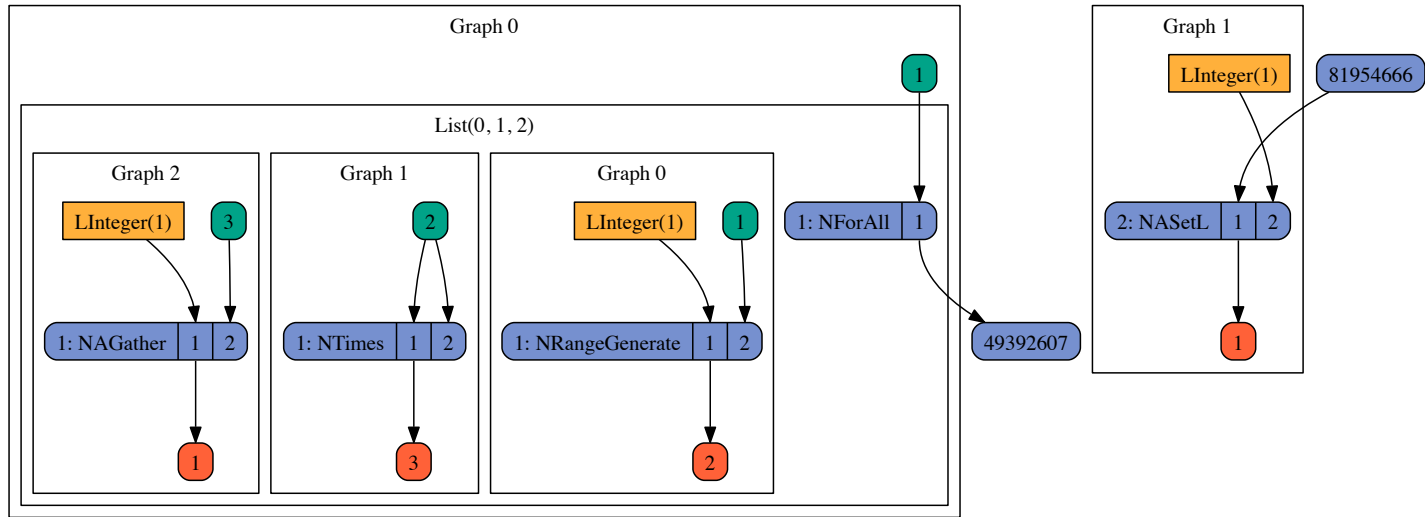 Graph 0
1
List(0, 1, 2)
Graph 2
LInteger(1)
3
1: NAGather 1 2
1
Graph 1
2
1: NTimes 1 2
3
Graph 0
LInteger(1)
1
1: NRangeGenerate 1 2
2
1: NForAll 1
49392607
Graph 1
LInteger(1)
81954666
2: NASetL 1 2
1